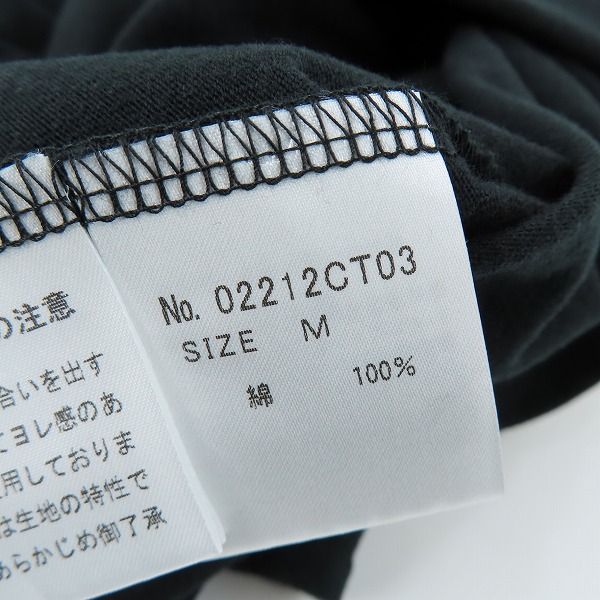 No. 02212CT03
SIZE M
綿 100%
の注意
合いを出す
ヨレ感のあ
用しておりま
は生地の特性で
あらかじめ御了承